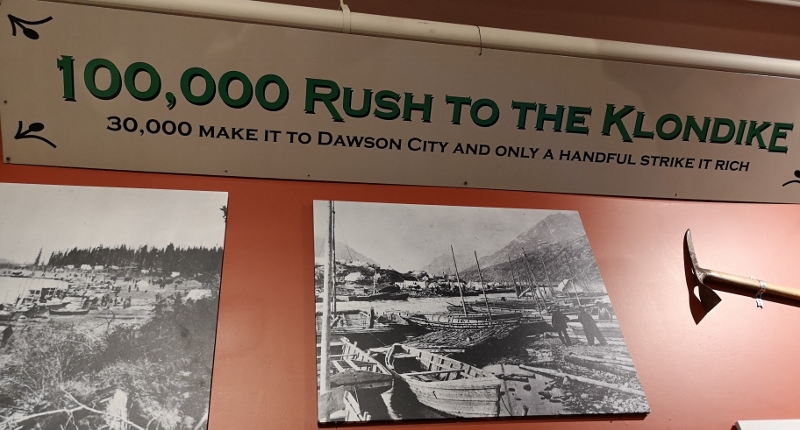 100,000 Rush to the Klondike
30,000 make it to Dawson City and only a handful strike it rich